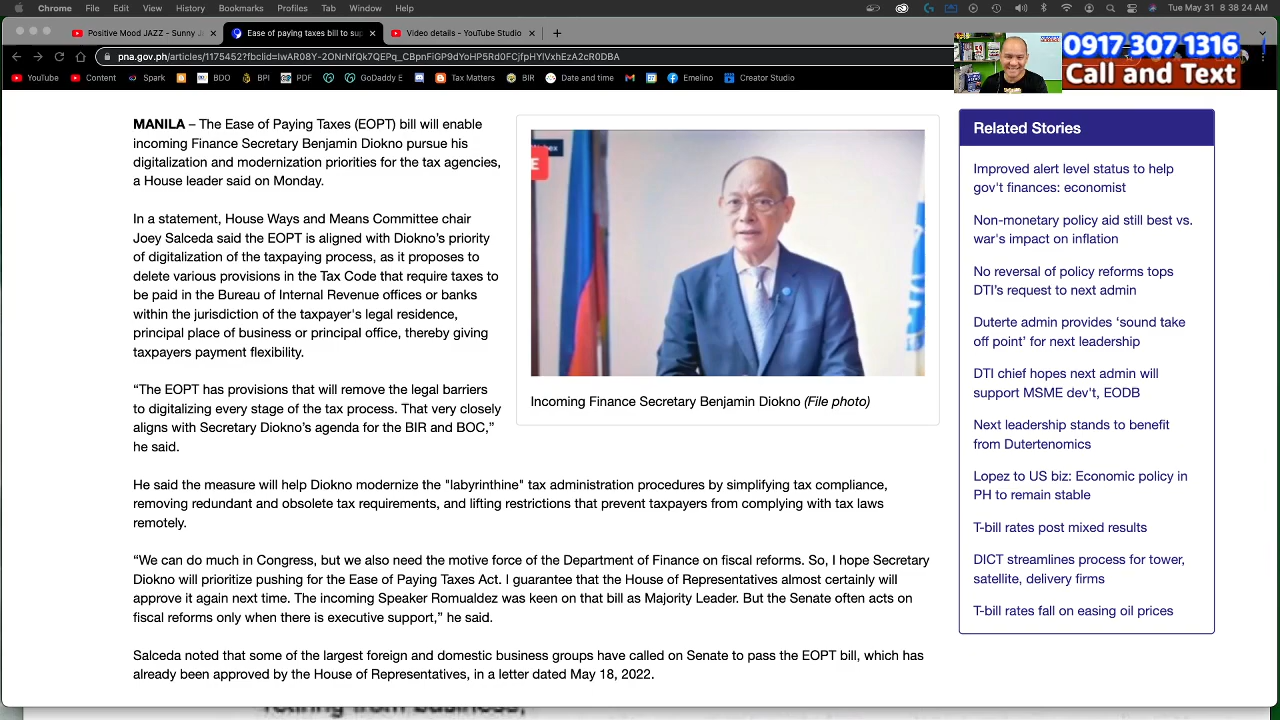 Chrome File Edit View History Bookmarks Profiles Tab Window Help
Tue May 31 8:38:24 AM
Positive Mood JAZZ - Sunny J
Ease of paying taxes bill to sup
Video details - YouTube Studio
pna.gov.ph/articles/1175452?fbclid=IwAR08Y-2ONrNfQk7QEPq_CBpnFiGP9dYoHP5Rd0FCjfpHYlVxhEzA2cR0DBA
YouTube Content Spark BDO BPI PDF GoDaddy E Tax Matters BIR Date and time Emelino Creator Studio
0917 307 1316
Call and Text
MANILA – The Ease of Paying Taxes (EOPT) bill will enable
incoming Finance Secretary Benjamin Diokno pursue his
digitalization and modernization priorities for the tax agencies,
a House leader said on Monday.
In a statement, House Ways and Means Committee chair
Joey Salceda said the EOPT is aligned with Diokno’s priority
of digitalization of the taxpaying process, as it proposes to
delete various provisions in the Tax Code that require taxes to
be paid in the Bureau of Internal Revenue offices or banks
within the jurisdiction of the taxpayer's legal residence,
principal place of business or principal office, thereby giving
taxpayers payment flexibility.
“The EOPT has provisions that will remove the legal barriers
to digitalizing every stage of the tax process. That very closely
aligns with Secretary Diokno’s agenda for the BIR and BOC,”
he said.
Incoming Finance Secretary Benjamin Diokno (File photo)
He said the measure will help Diokno modernize the "labyrinthine" tax administration procedures by simplifying tax compliance,
removing redundant and obsolete tax requirements, and lifting restrictions that prevent taxpayers from complying with tax laws
remotely.
“We can do much in Congress, but we also need the motive force of the Department of Finance on fiscal reforms. So, I hope Secretary
Diokno will prioritize pushing for the Ease of Paying Taxes Act. I guarantee that the House of Representatives almost certainly will
approve it again next time. The incoming Speaker Romualdez was keen on that bill as Majority Leader. But the Senate often acts on
fiscal reforms only when there is executive support,” he said.
Salceda noted that some of the largest foreign and domestic business groups have called on Senate to pass the EOPT bill, which has
already been approved by the House of Representatives, in a letter dated May 18, 2022.
Related Stories
Improved alert level status to help
gov't finances: economist
Non-monetary policy aid still best vs.
war's impact on inflation
No reversal of policy reforms tops
DTI’s request to next admin
Duterte admin provides ‘sound take
off point’ for next leadership
DTI chief hopes next admin will
support MSME dev't, EODB
Next leadership stands to benefit
from Dutertenomics
Lopez to US biz: Economic policy in
PH to remain stable
T-bill rates post mixed results
DICT streamlines process for tower,
satellite, delivery firms
T-bill rates fall on easing oil prices